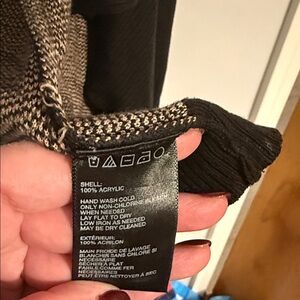 SHELL:
100% ACRYLIC
HAND WASH COLD
ONLY NON-CHLORINE BLEACH
WHEN NEEDED
LAY FLAT TO DRY
LOW IRON AS NEEDED
MAY BE DRY CLEANED
EXTÉRIEUR:
100% ACRILON
MAIN FROIDE DE LAVAGE
BLANCHIR SANS CHLORE SI
NÉCESSAIRE
SÉCHER À PLAT
FAIBLE COMME FER
NÉCESSAIRE
PEUT ÊTRE NETTOYER À SEC